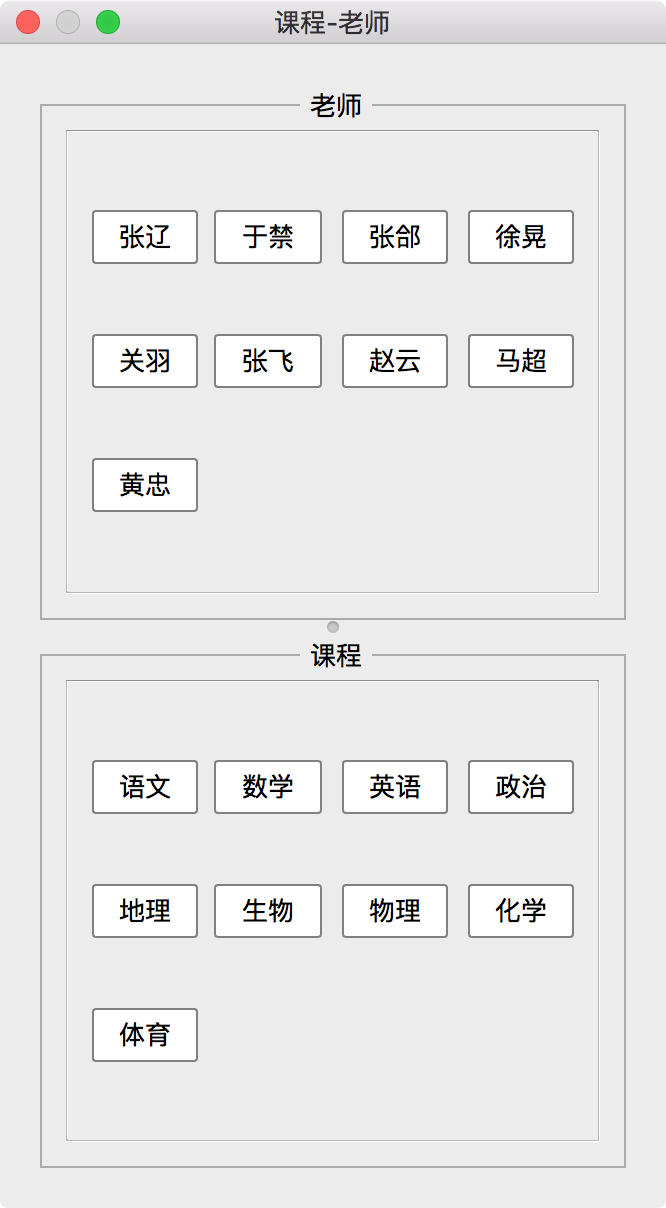 课程-老师
老师
张辽 于禁 张郃 徐晃
关羽 张飞 赵云 马超
黄忠
课程
语文 数学 英语 政治
地理 生物 物理 化学
体育